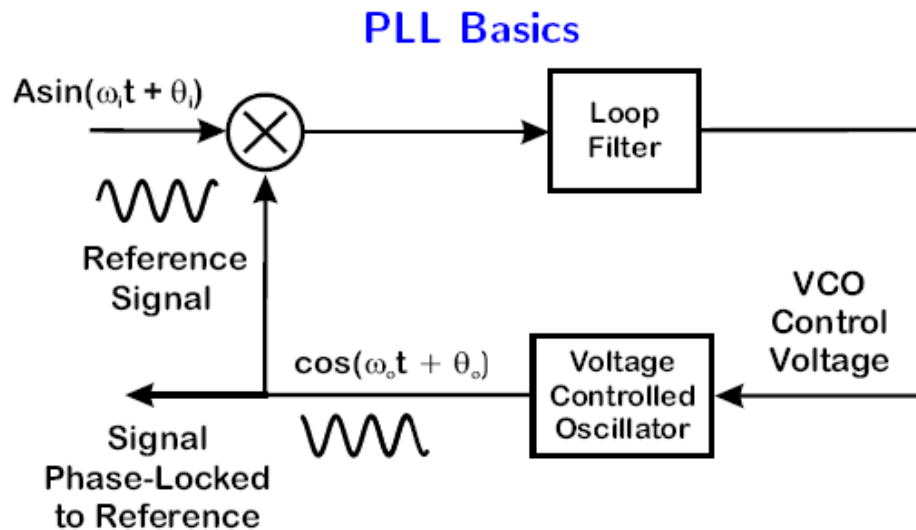 PLL Basics
Asin(ωᵢt + θᵢ)
Loop
Filter
Reference
Signal
VCO
Control
Voltage
cos(ωₒt + θₒ)
Voltage
Controlled
Oscillator
Signal
Phase-Locked
to Reference